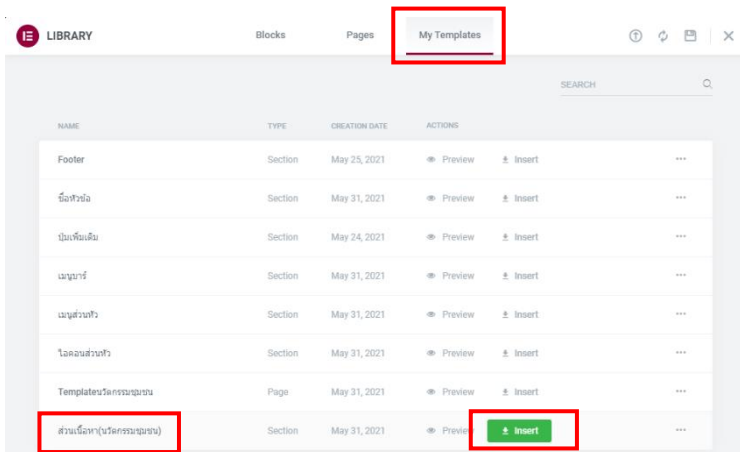 LIBRARY Blocks Pages My Templates
SEARCH
NAME TYPE CREATION DATE ACTIONS
Footer Section May 25, 2021 Preview Insert
ชื่อหัวข้อ Section May 31, 2021 Preview Insert
ปุ่มเพิ่มเติม Section May 24, 2021 Preview Insert
เมนูบาร์ Section May 31, 2021 Preview Insert
เมนูส่วนหัว Section May 31, 2021 Preview Insert
ไอคอนส่วนหัว Section May 31, 2021 Preview Insert
Templateนวัตกรรมชุมชน Page May 31, 2021 Preview Insert
ส่วนเนื้อหา(นวัตกรรมชุมชน) Section May 31, 2021 Preview Insert